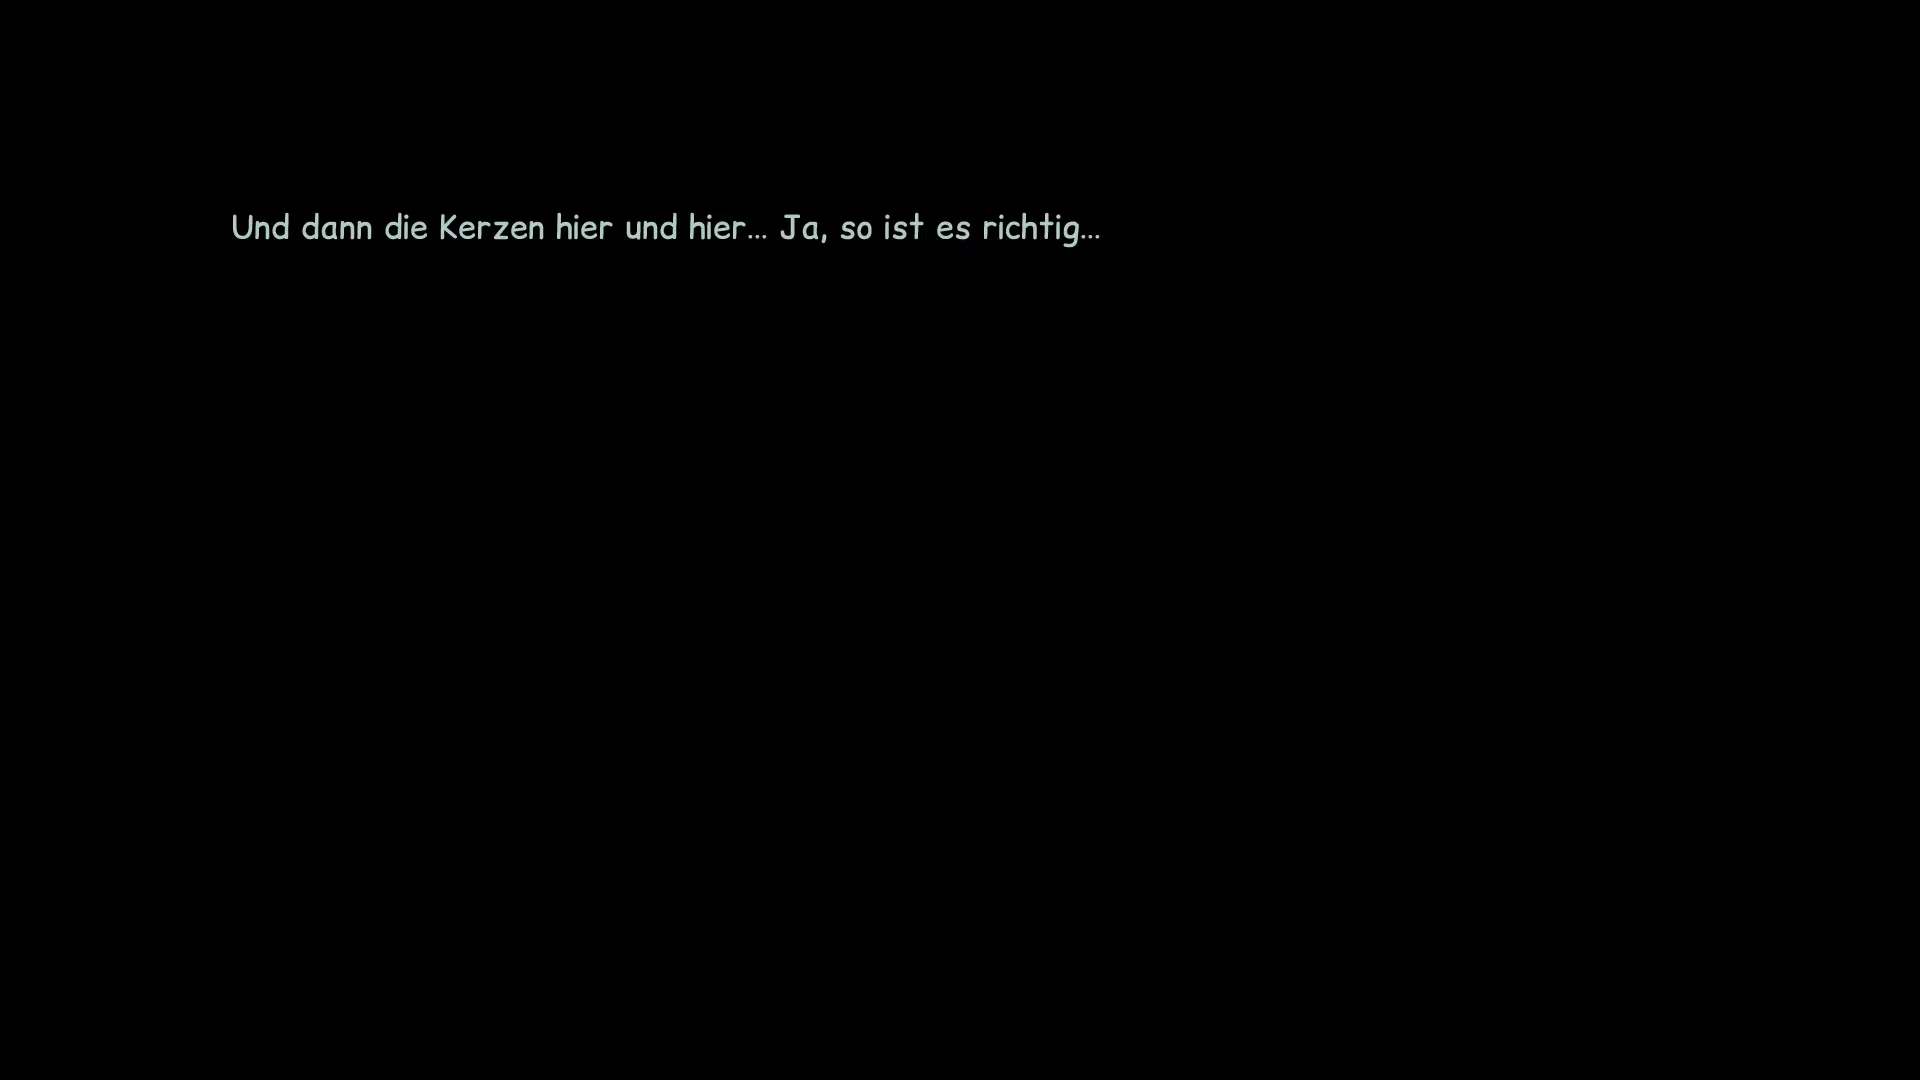 Und dann die Kerzen hier und hier... Ja, so ist es richtig...